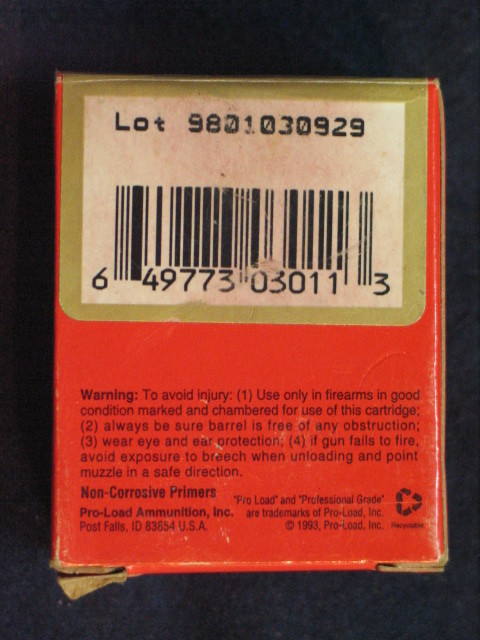 Lot 9801030929
6 49773 03011 3
Warning: To avoid injury: (1) Use only in firearms in good
condition marked and chambered for use of this cartridge;
(2) always be sure barrel is free of any obstruction;
(3) wear eye and ear protection; (4) if gun fails to fire,
avoid exposure to breech when unloading and point
muzzle in a safe direction.
Non-Corrosive Primers
Pro-Load Ammunition, Inc.
Post Falls, ID 83854 U.S.A.
"Pro Load" and "Professional Grade"
are trademarks of Pro-Load, Inc.
© 1993, Pro-Load, Inc.
Recyclable